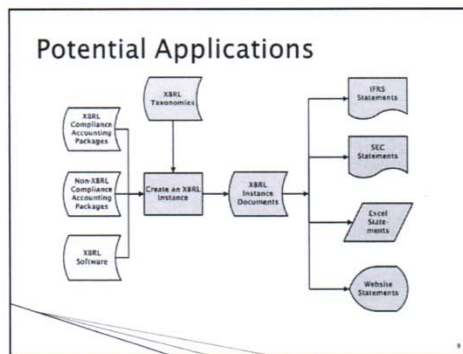 Potential Applications
XBRL
Taxonomies
XBRL
Compliance
Accounting
Packages
Non-XBRL
Compliance
Accounting
Packages
XBRL
Software
Create an XBRL
Instance
XBRL
Instance
Documents
IFRS
Statements
SEC
Statements
Excel
State-
ments
Website
Statements